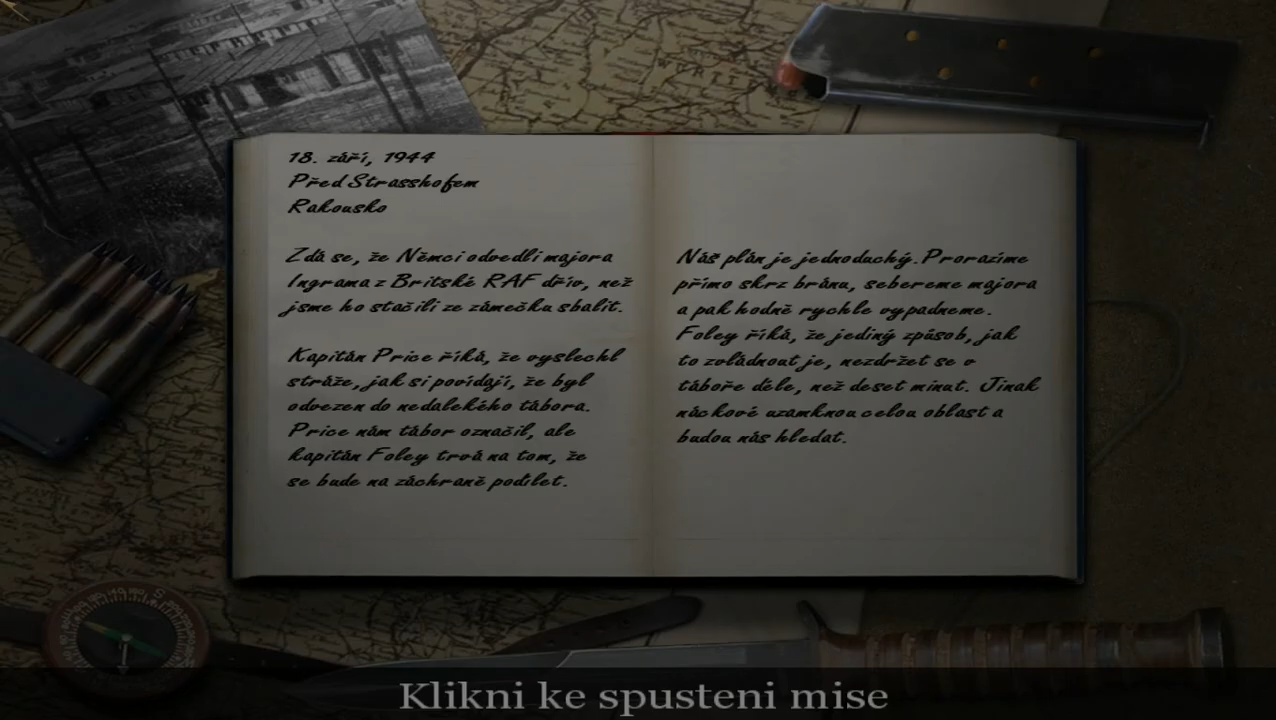 18. září, 1944
Před Strasshofem
Rakousko
Zdá se, že Němci odvedli majora
Ingrama z Britské RAF dřív, než
jsme ho stačili ze zámečku sbalit.
Kapitán Price říká, že vyslechl
stráže, jak si povídají, že byl
odvezen do nedalekého tábora.
Price nám tábor označil, ale
kapitán Foley trvá na tom, že
se bude na záchraně podílet.
Náš plán je jednoduchý. Prorazíme
přímo skrz bránu, sebereme majora
a pak hodně rychle vypadneme.
Foley říká, že jediný způsob, jak
to zvládnout je, nezdržet se v
táboře déle, než deset minut. Jinak
náckové uzamknou celou oblast a
budou nás hledat.
Klikni ke spusteni mise